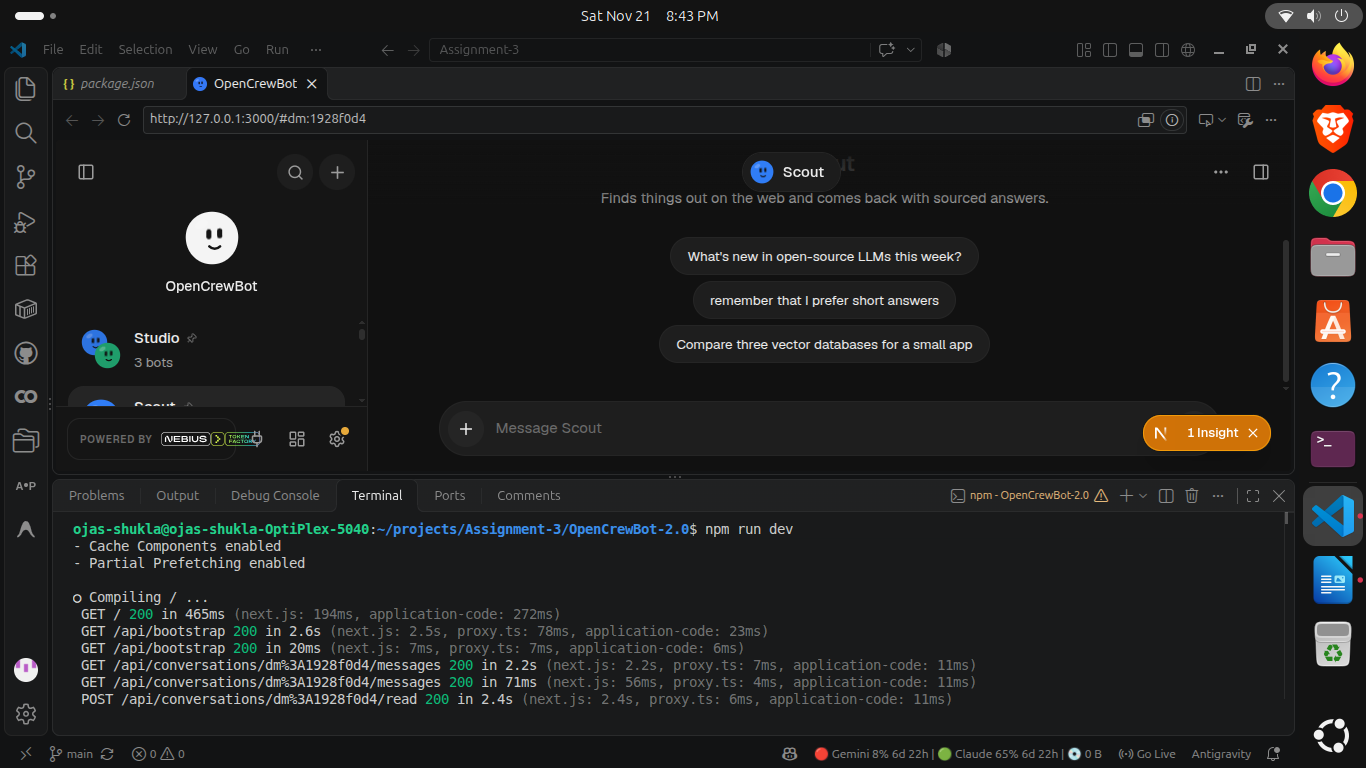 Sat Nov 21 8:43 PM
File Edit Selection View Go Run ···
Assignment-3
{} package.json
OpenCrewBot
http://127.0.0.1:3000/#dm:1928f0d4
OpenCrewBot
Studio
3 bots
Scout
POWERED BY NEBIUS TOKEN FACTORY
Scout
Finds things out on the web and comes back with sourced answers.
What's new in open-source LLMs this week?
remember that I prefer short answers
Compare three vector databases for a small app
Message Scout
N 1 Insight
Problems Output Debug Console Terminal Ports Comments
npm - OpenCrewBot-2.0
ojas-shukla@ojas-shukla-OptiPlex-5040:~/projects/Assignment-3/OpenCrewBot-2.0$ npm run dev
- Cache Components enabled
- Partial Prefetching enabled
○ Compiling / ...
GET / 200 in 465ms (next.js: 194ms, application-code: 272ms)
GET /api/bootstrap 200 in 2.6s (next.js: 2.5s, proxy.ts: 78ms, application-code: 23ms)
GET /api/bootstrap 200 in 20ms (next.js: 7ms, proxy.ts: 7ms, application-code: 6ms)
GET /api/conversations/dm%3A1928f0d4/messages 200 in 2.2s (next.js: 2.2s, proxy.ts: 7ms, application-code: 11ms)
GET /api/conversations/dm%3A1928f0d4/messages 200 in 71ms (next.js: 56ms, proxy.ts: 4ms, application-code: 11ms)
POST /api/conversations/dm%3A1928f0d4/read 200 in 2.4s (next.js: 2.4s, proxy.ts: 6ms, application-code: 11ms)
main 0 0
Gemini 8% 6d 22h | Claude 65% 6d 22h | 0 B
Go Live
Antigravity